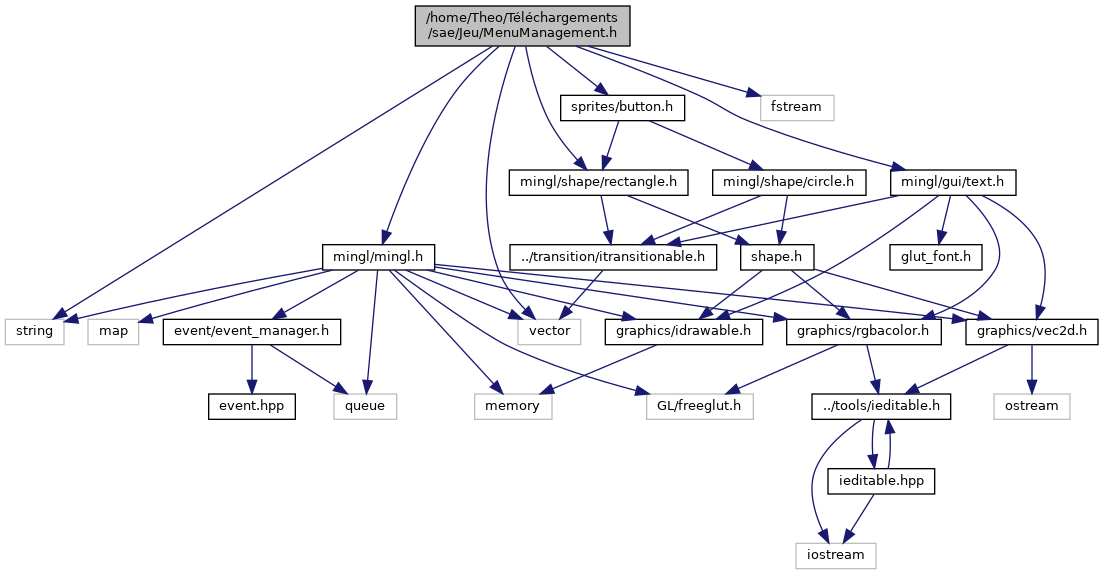 /home/Theo/Téléchargements
/sae/Jeu/MenuManagement.h
sprites/button.h
fstream
mingl/shape/rectangle.h
mingl/shape/circle.h
mingl/gui/text.h
mingl/mingl.h
../transition/itransitionable.h
shape.h
glut_font.h
string
map
event/event_manager.h
vector
graphics/idrawable.h
graphics/rgbacolor.h
graphics/vec2d.h
event.hpp
queue
memory
GL/freeglut.h
../tools/ieditable.h
ostream
ieditable.hpp
iostream